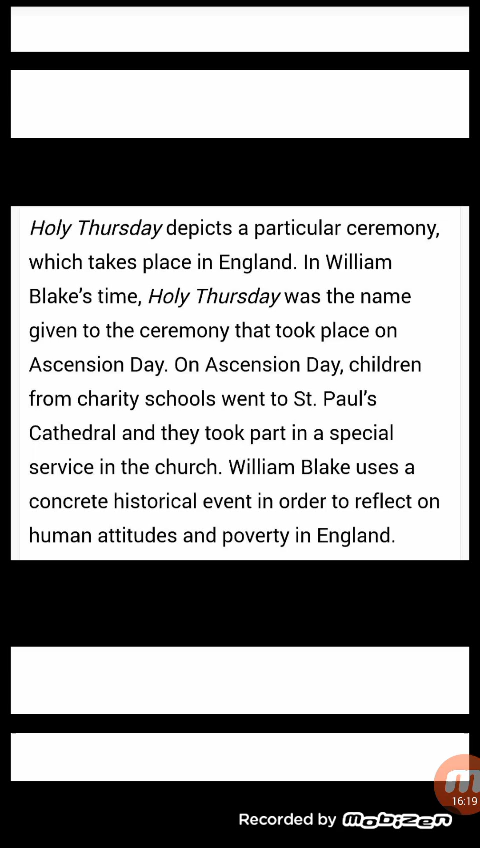 Holy Thursday depicts a particular ceremony,
which takes place in England. In William
Blake’s time, Holy Thursday was the name
given to the ceremony that took place on
Ascension Day. On Ascension Day, children
from charity schools went to St. Paul’s
Cathedral and they took part in a special
service in the church. William Blake uses a
concrete historical event in order to reflect on
human attitudes and poverty in England.
m
16:19
Recorded by Mobizen